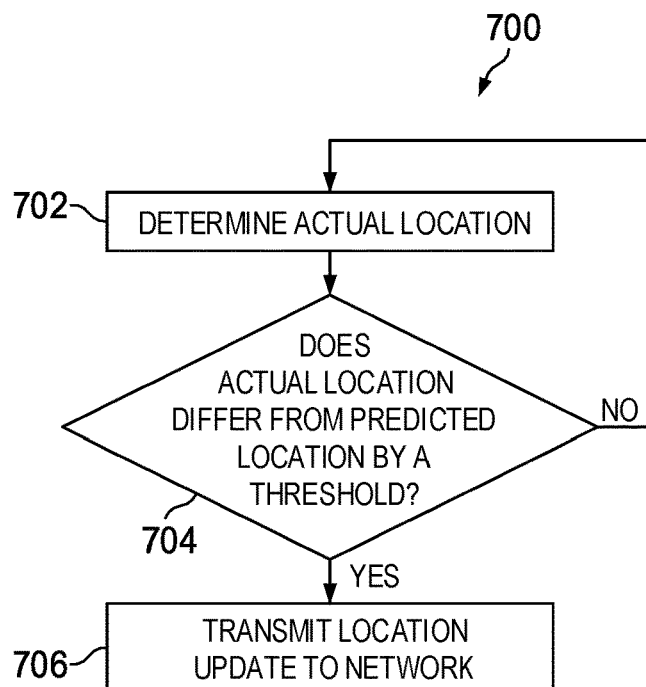 700
702
DETERMINE ACTUAL LOCATION
DOES
ACTUAL LOCATION
DIFFER FROM PREDICTED
LOCATION BY A
THRESHOLD?
NO
704
YES
706
TRANSMIT LOCATION
UPDATE TO NETWORK